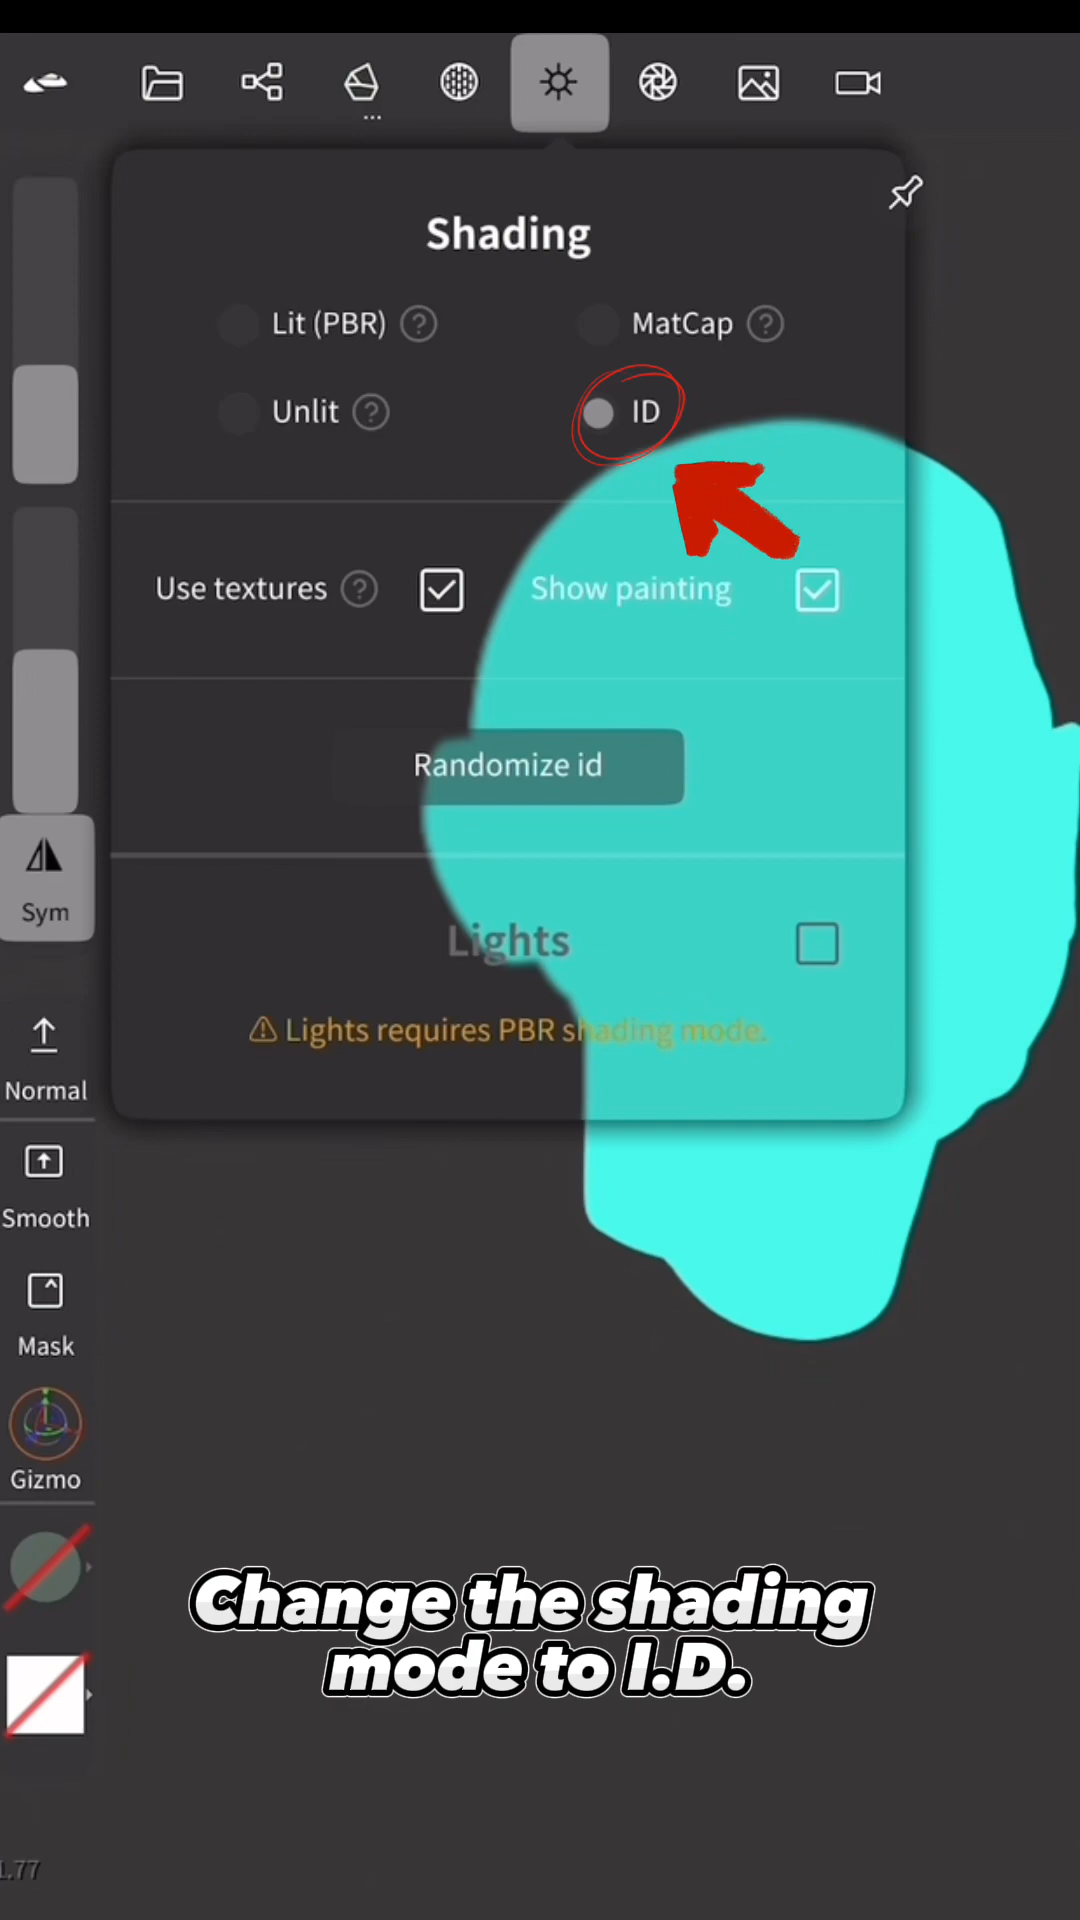 Shading
Lit (PBR) ?
MatCap ?
Unlit ?
ID
Use textures ?
Show painting
Randomize id
Lights
Lights requires PBR shading mode.
Sym
Normal
Smooth
Mask
Gizmo
Change the shading
mode to I.D.
1.77